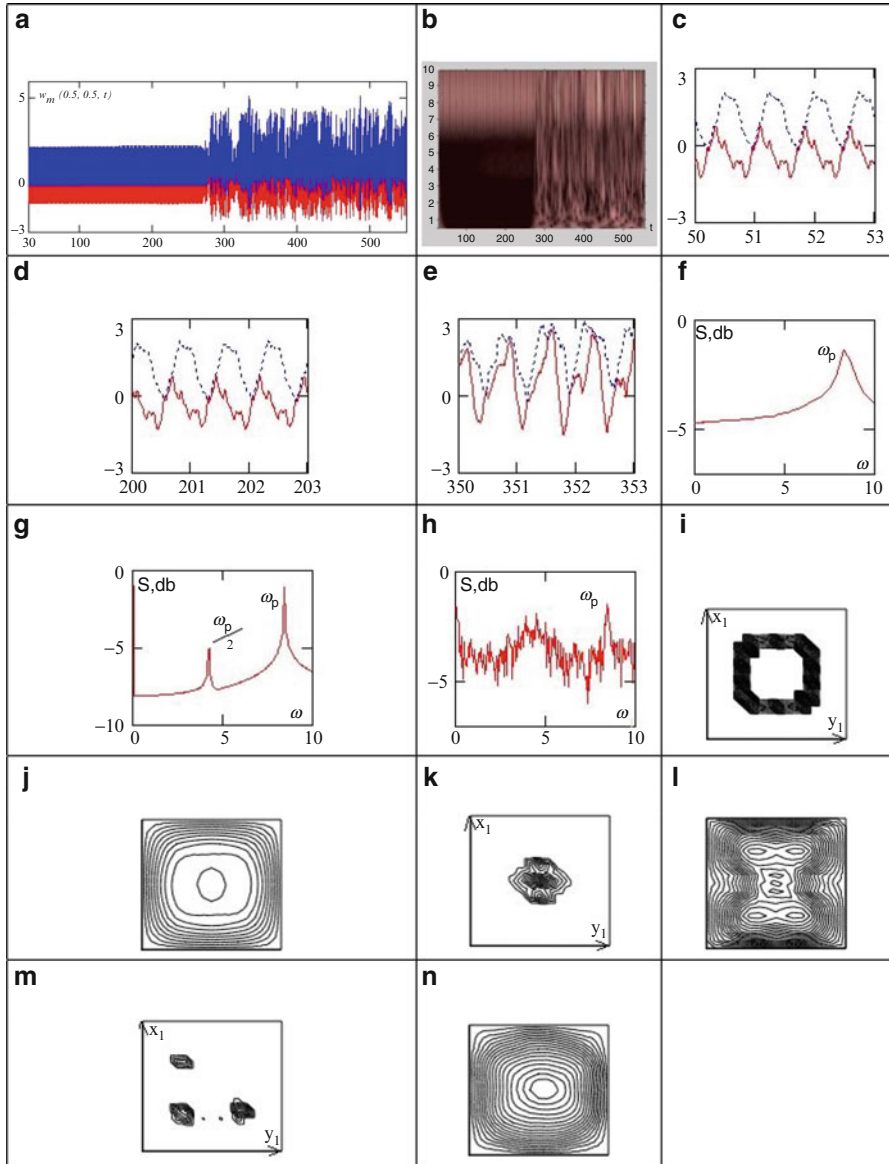 a
w_m (0.5, 0.5, t)
5
0
−3
30 100 200 300 400 500
b
10
9
8
7
6
5
4
3
2
1
0 100 200 300 400 500 t
c
3
0
−3
50 51 52 53
d
3
0
−3
200 201 202 203
e
3
0
−3
350 351 352 353
f
0
S,db
ω_p
−5
ω
0 5 10
g
0
S,db
ω_p
ω_p/2
−5
−10
ω
0 5 10
h
0
S,db
ω_p
−5
ω
0 5 10
i
x_1
y_1
j
k
x_1
y_1
l
m
x_1
y_1
n